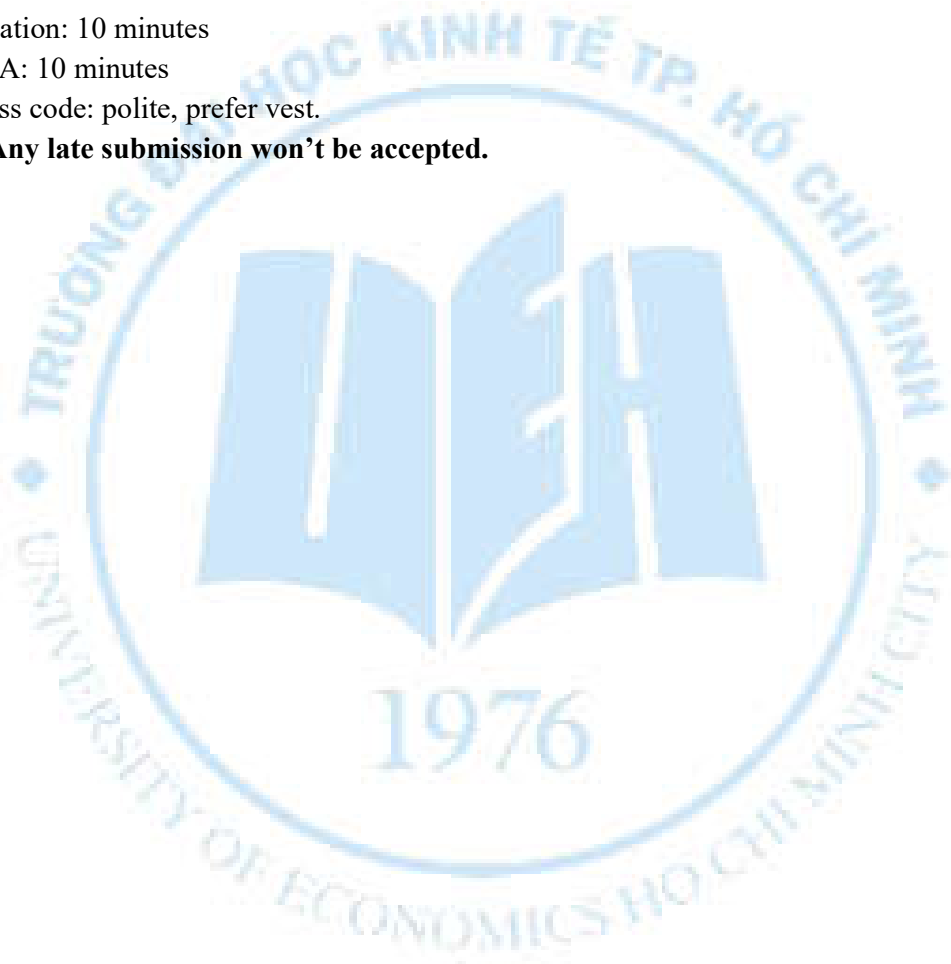 ation: 10 minutes
A: 10 minutes
ss code: polite, prefer vest.
Any late submission won’t be accepted.
TRƯỜNG ĐẠI HỌC KINH TẾ TP. HỒ CHÍ MINH
UEH
1976
UNIVERSITY OF ECONOMICS HO CHI MINH CITY